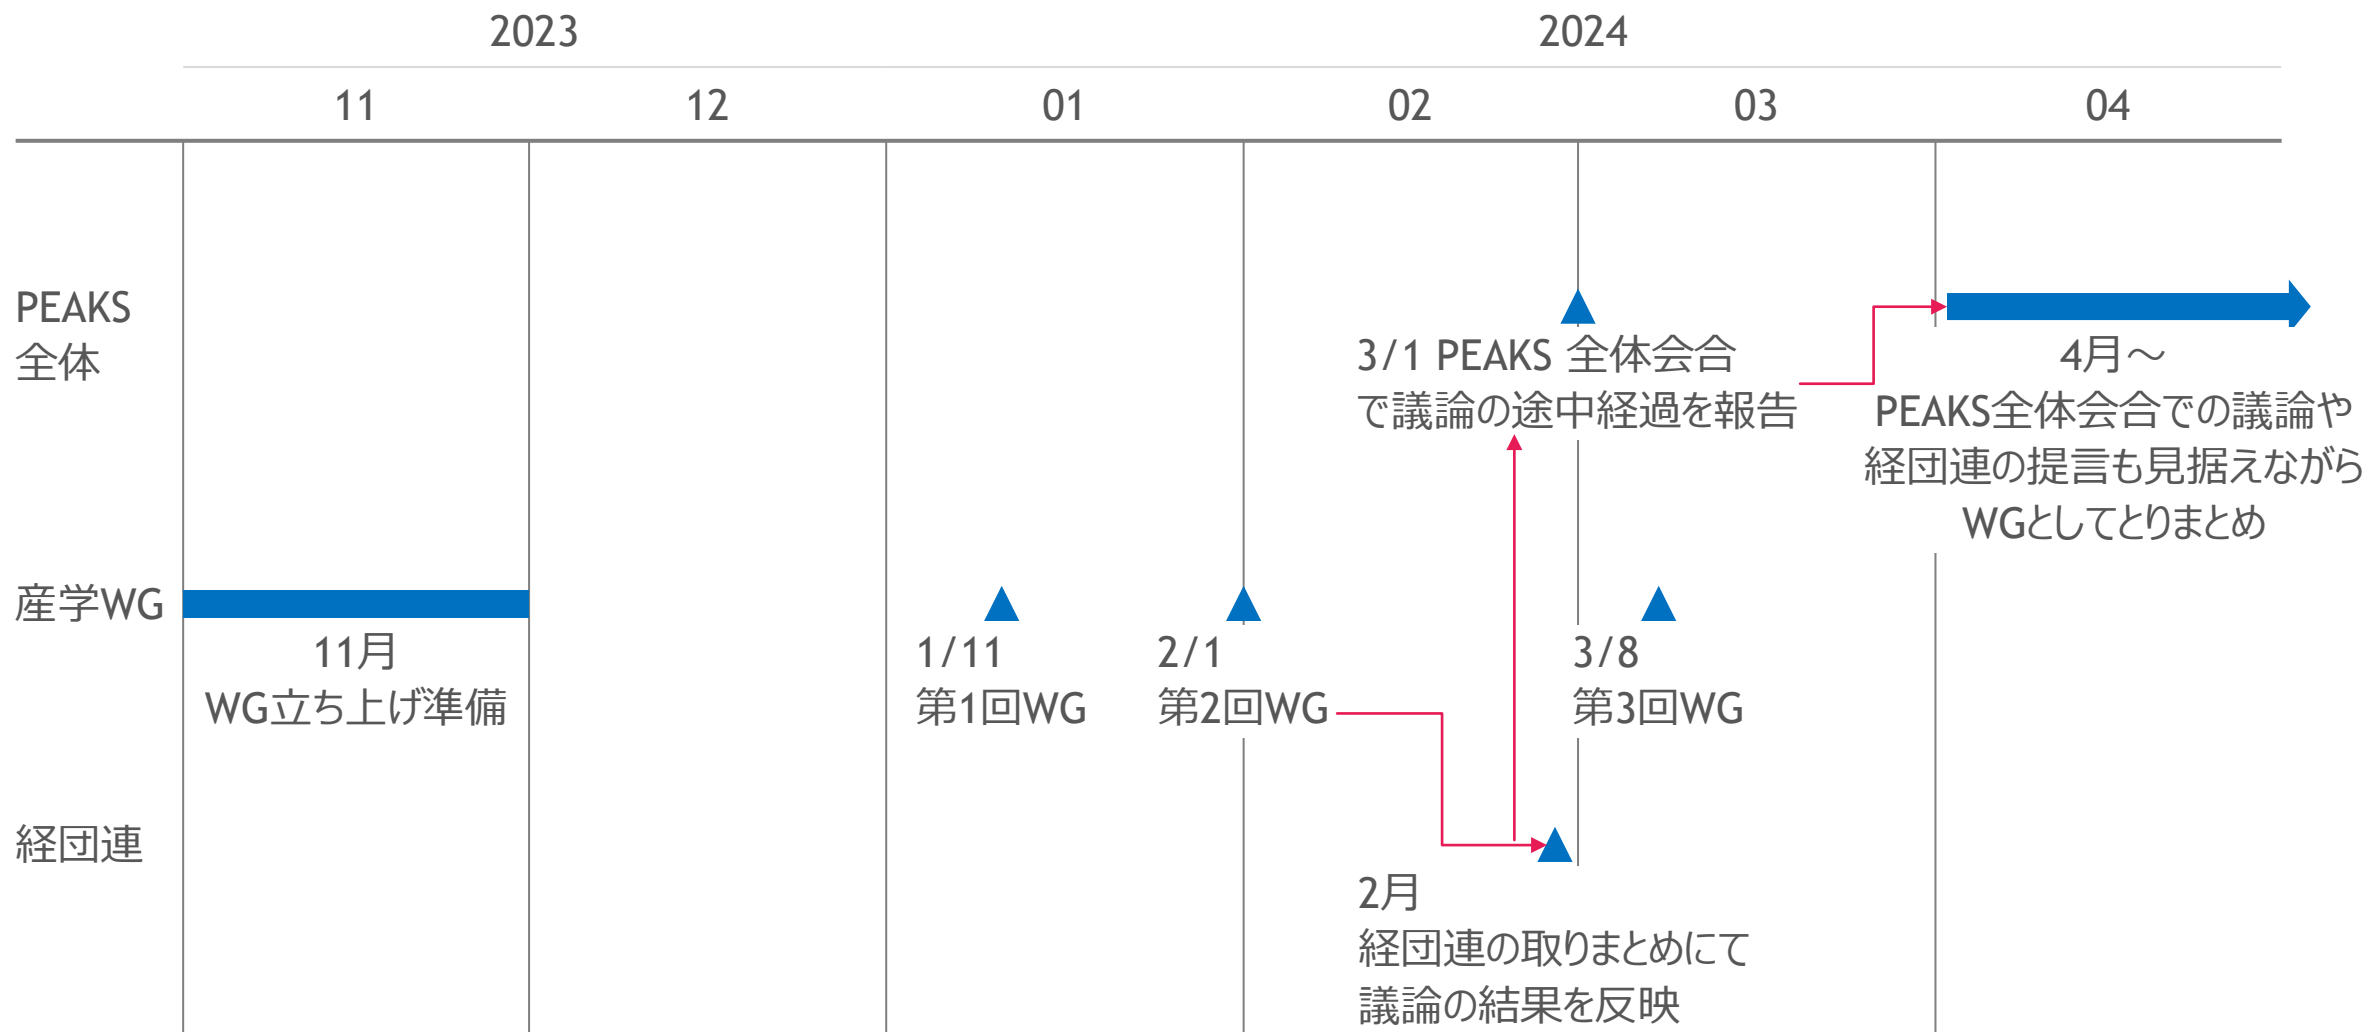 2023
2024
11
12
01
02
03
04
PEAKS
全体
3/1 PEAKS 全体会合
で議論の途中経過を報告
4月～
PEAKS全体会合での議論や
経団連の提言も見据えながら
WGとしてとりまとめ
産学WG
11月
WG立ち上げ準備
1/11
第1回WG
2/1
第2回WG
3/8
第3回WG
経団連
2月
経団連の取りまとめにて
議論の結果を反映